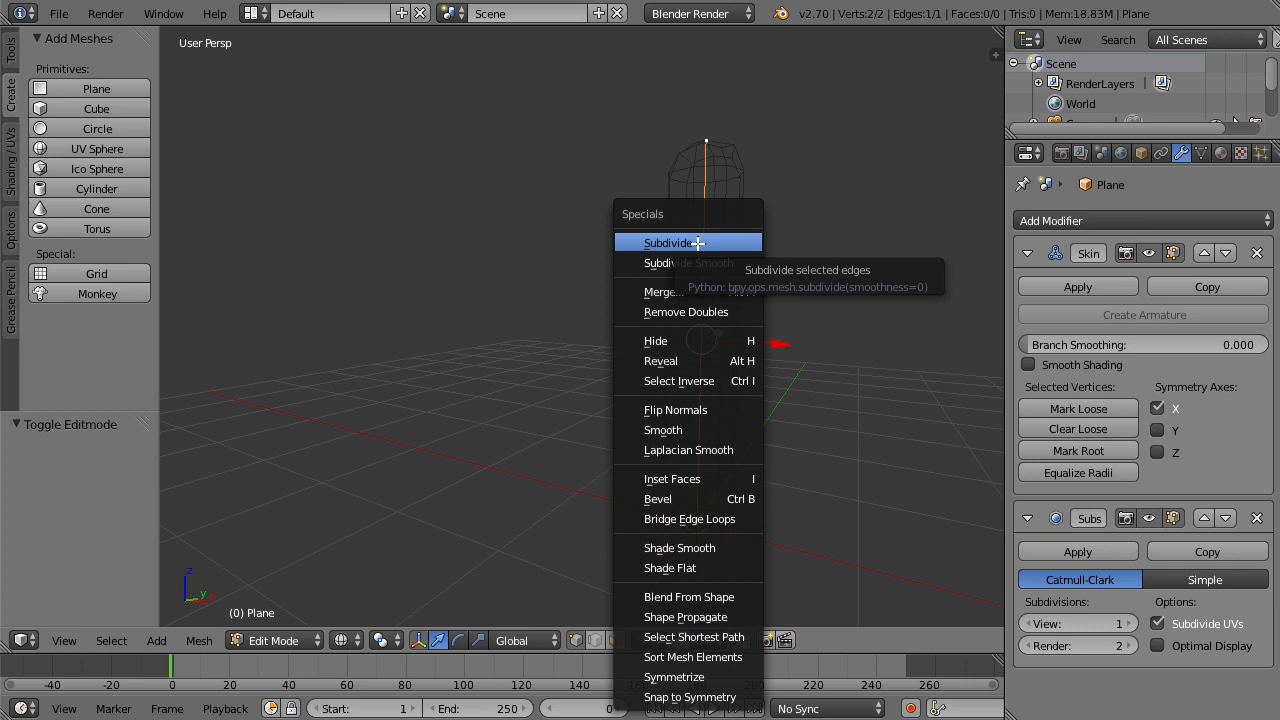 File Render Window Help Default Scene Blender Render v2.70 | Verts:2/2 | Edges:1/1 | Faces:0/0 | Tris:0 | Mem:18.83M | Plane
Tools
Create
Shading / UVs
Options
Grease Pencil
Add Meshes
Primitives:
Plane
Cube
Circle
UV Sphere
Ico Sphere
Cylinder
Cone
Torus
Special:
Grid
Monkey
Toggle Editmode
User Persp
Specials
Subdivide
Subdivide Smooth
Subdivide selected edges
Python: bpy.ops.mesh.subdivide(smoothness=0)
Merge...
Remove Doubles
Hide H
Reveal Alt H
Select Inverse Ctrl I
Flip Normals
Smooth
Laplacian Smooth
Inset Faces I
Bevel Ctrl B
Bridge Edge Loops
Shade Smooth
Shade Flat
Blend From Shape
Shape Propagate
Select Shortest Path
Sort Mesh Elements
Symmetrize
Snap to Symmetry
z
y
x
(0) Plane
View Select Add Mesh Edit Mode Global
-40 -20 0 20 40 60 80 100 120 140 200 220 240 260
View Marker Frame Playback Start: 1 End: 250 0 No Sync
View Search All Scenes
Scene
RenderLayers |
World
Plane
Add Modifier
Skin
Apply Copy
Create Armature
Branch Smoothing: 0.000
Smooth Shading
Selected Vertices: Symmetry Axes:
Mark Loose X
Clear Loose Y
Mark Root Z
Equalize Radii
Subs
Apply Copy
Catmull-Clark Simple
Subdivisions: Options:
View: 1 Subdivide UVs
Render: 2 Optimal Display